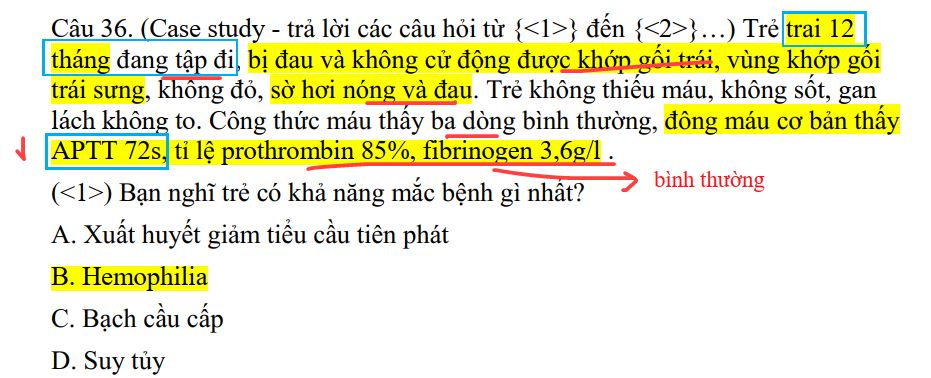 Câu 36. (Case study - trả lời các câu hỏi từ {<1>} đến {<2>}…) Trẻ trai 12
tháng đang tập đi, bị đau và không cử động được khớp gối trái, vùng khớp gối
trái sưng, không đỏ, sờ hơi nóng và đau. Trẻ không thiếu máu, không sốt, gan
lách không to. Công thức máu thấy ba dòng bình thường, đông máu cơ bản thấy
APTT 72s, tỉ lệ prothrombin 85%, fibrinogen 3,6g/l .
bình thường
(<1>) Bạn nghĩ trẻ có khả năng mắc bệnh gì nhất?
A. Xuất huyết giảm tiểu cầu tiên phát
B. Hemophilia
C. Bạch cầu cấp
D. Suy tủy